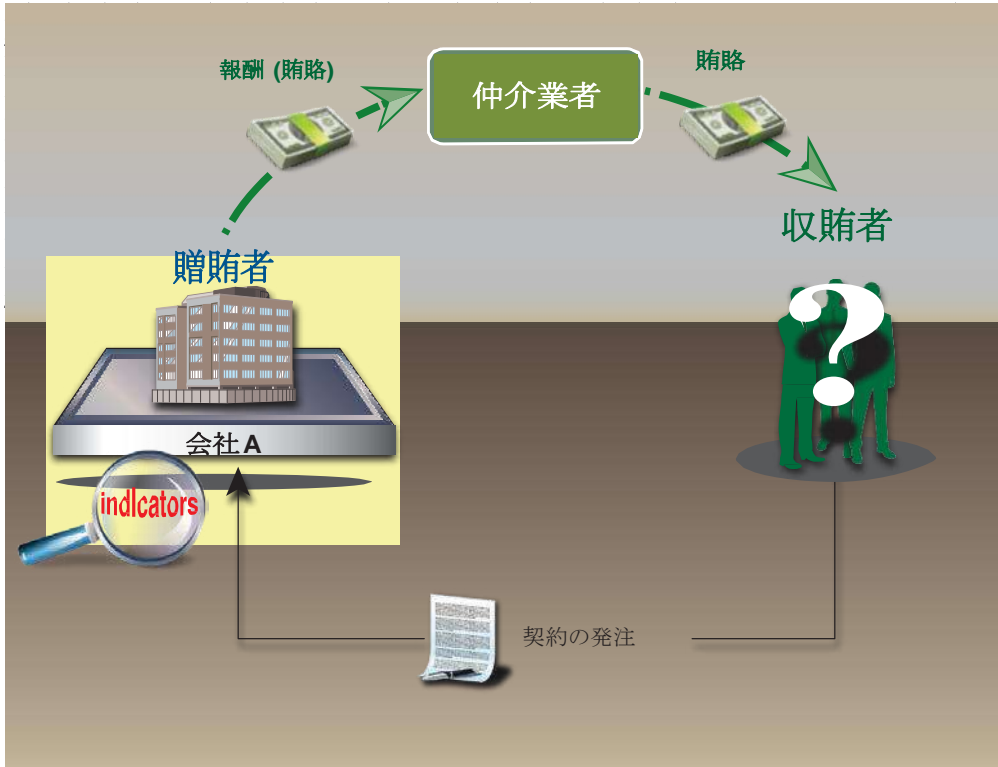 報酬 (賄賂)
仲介業者
賄賂
収賄者
贈賄者
会社 A
indIcators
契約の発注